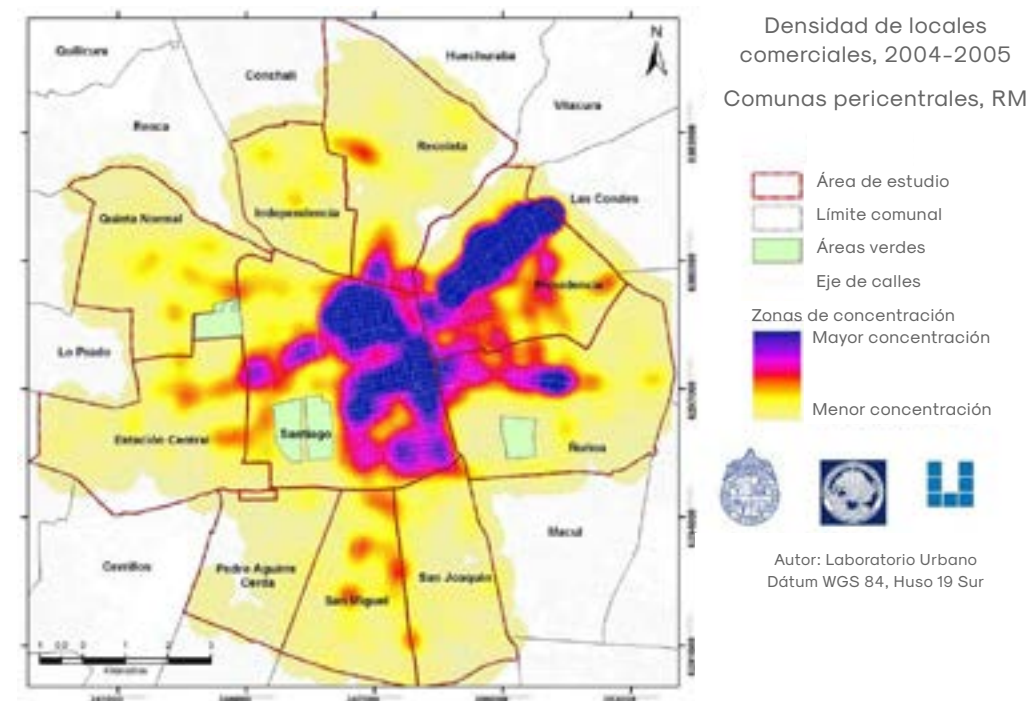 Densidad de locales
comerciales, 2004-2005
Comunas pericentrales, RM
Área de estudio
Límite comunal
Áreas verdes
Eje de calles
Zonas de concentración
Mayor concentración
Menor concentración
Autor: Laboratorio Urbano
Dátum WGS 84, Huso 19 Sur
N
Quilicura
Conchalí
Huechuraba
Vitacura
Renca
Recoleta
Las Condes
Quinta Normal
Independencia
Providencia
Lo Prado
Estación Central
Santiago
Ñuñoa
Macul
Cerrillos
Pedro Aguirre
Cerda
San Miguel
San Joaquín